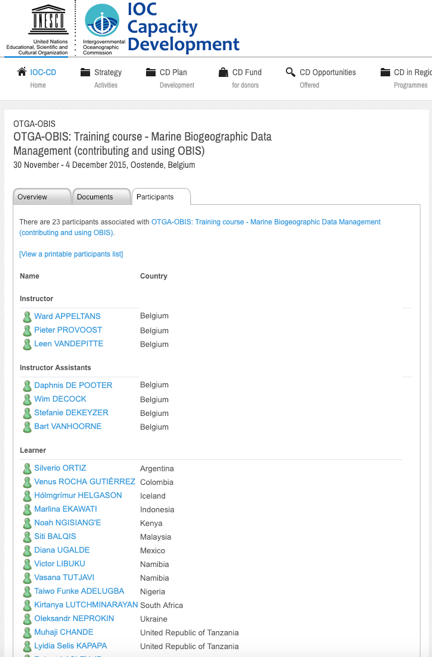 UNESCO
United Nations
Educational, Scientific and
Cultural Organization
Intergovernmental
Oceanographic
Commission
IOC
Capacity
Development
IOC-CD
Home
Strategy
Activities
CD Plan
Development
CD Fund
for donors
CD Opportunities
Offered
CD in Regio
Programmes
OTGA-OBIS
OTGA-OBIS: Training course - Marine Biogeographic Data
Management (contributing and using OBIS)
30 November - 4 December 2015, Oostende, Belgium
Overview Documents Participants
There are 23 participants associated with OTGA-OBIS: Training course - Marine Biogeographic Data Management
(contributing and using OBIS).
[View a printable participants list]
Name Country
Instructor
Ward APPELTANS Belgium
Pieter PROVOOST Belgium
Leen VANDEPITTE Belgium
Instructor Assistants
Daphnis DE POOTER Belgium
Wim DECOCK Belgium
Stefanie DEKEYZER Belgium
Bart VANHOORNE Belgium
Learner
Silverio ORTIZ Argentina
Venus ROCHA GUTIÉRREZ Colombia
Hólmgrímur HELGASON Iceland
Marlina EKAWATI Indonesia
Noah NGISIANG'E Kenya
Siti BALQIS Malaysia
Diana UGALDE Mexico
Victor LIBUKU Namibia
Vasana TUTJAVI Namibia
Taiwo Funke ADELUGBA Nigeria
Kirtanya LUTCHMINARAYAN South Africa
Oleksandr NEPROKIN Ukraine
Muhaji CHANDE United Republic of Tanzania
Lyidia Selis KAPAPA United Republic of Tanzania